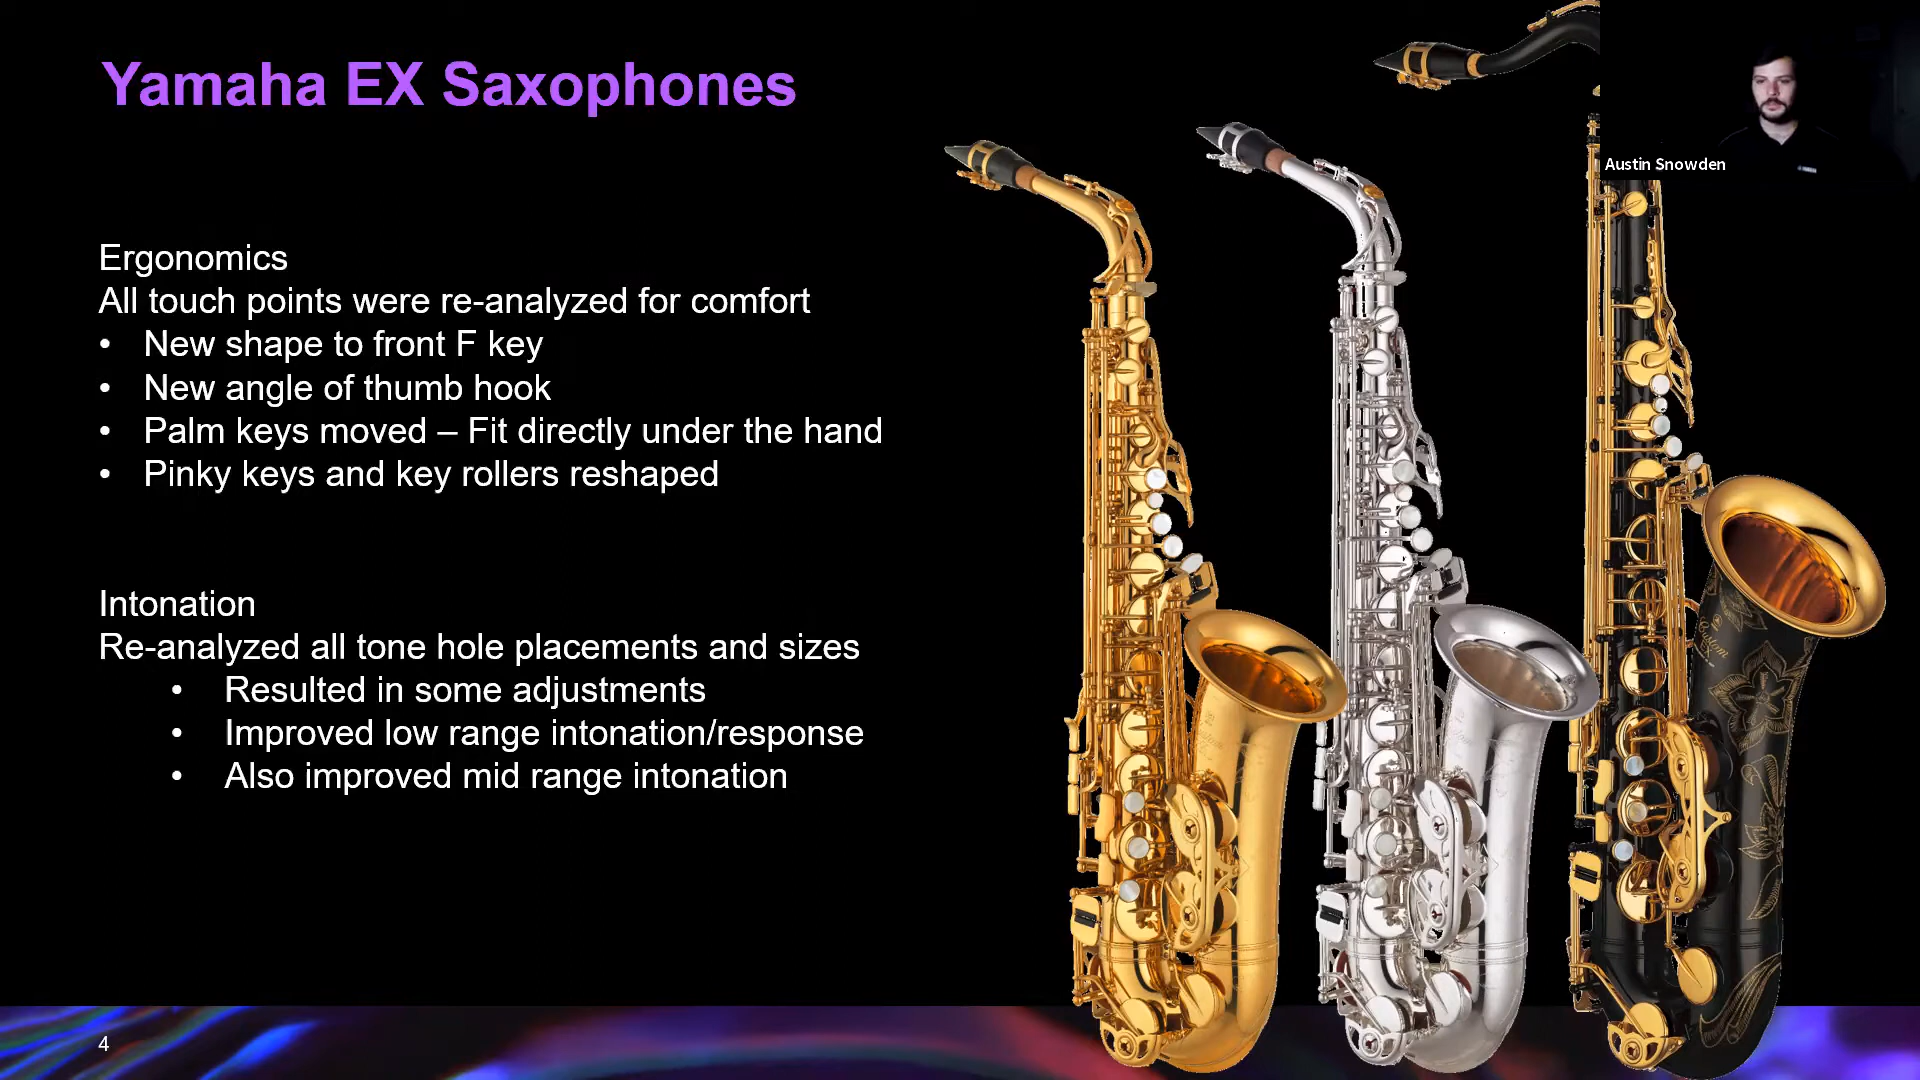 Yamaha EX Saxophones
Austin Snowden
Ergonomics
All touch points were re-analyzed for comfort
• New shape to front F key
• New angle of thumb hook
• Palm keys moved – Fit directly under the hand
• Pinky keys and key rollers reshaped
Intonation
Re-analyzed all tone hole placements and sizes
• Resulted in some adjustments
• Improved low range intonation/response
• Also improved mid range intonation
Custom
EX
4